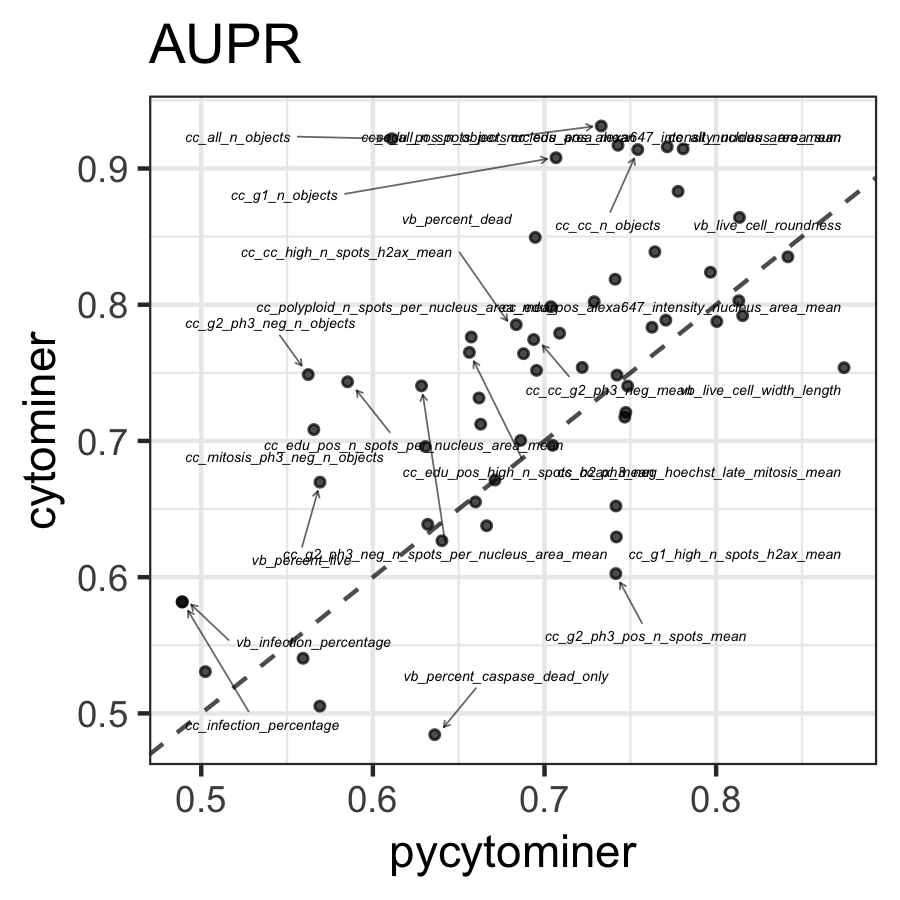 AUPR
cc_all_n_objects
cc_g1_n_objects
vb_percent_dead
cc_cc_n_objects
vb_live_cell_roundness
cc_cc_high_n_spots_h2ax_mean
cc_polyploid_n_spots_per_nucleus_area_mean
cc_edu_pos_alexa647_intensity_nucleus_area_mean
cc_g2_ph3_neg_n_objects
cc_cc_g2_ph3_neg_mean
vb_live_cell_width_length
cc_edu_pos_n_spots_per_nucleus_area_mean
cc_mitosis_ph3_neg_n_objects
cc_edu_pos_high_n_spots_h2ax_mean
cc_g2_ph3_neg_hoechst_late_mitosis_mean
vb_percent_live
cc_g2_ph3_neg_n_spots_per_nucleus_area_mean
cc_g1_high_n_spots_h2ax_mean
cc_g2_ph3_pos_n_spots_mean
vb_infection_percentage
vb_percent_caspase_dead_only
cc_infection_percentage
0.9
0.8
0.7
0.6
0.5
cytominer
0.5 0.6 0.7 0.8
pycytominer